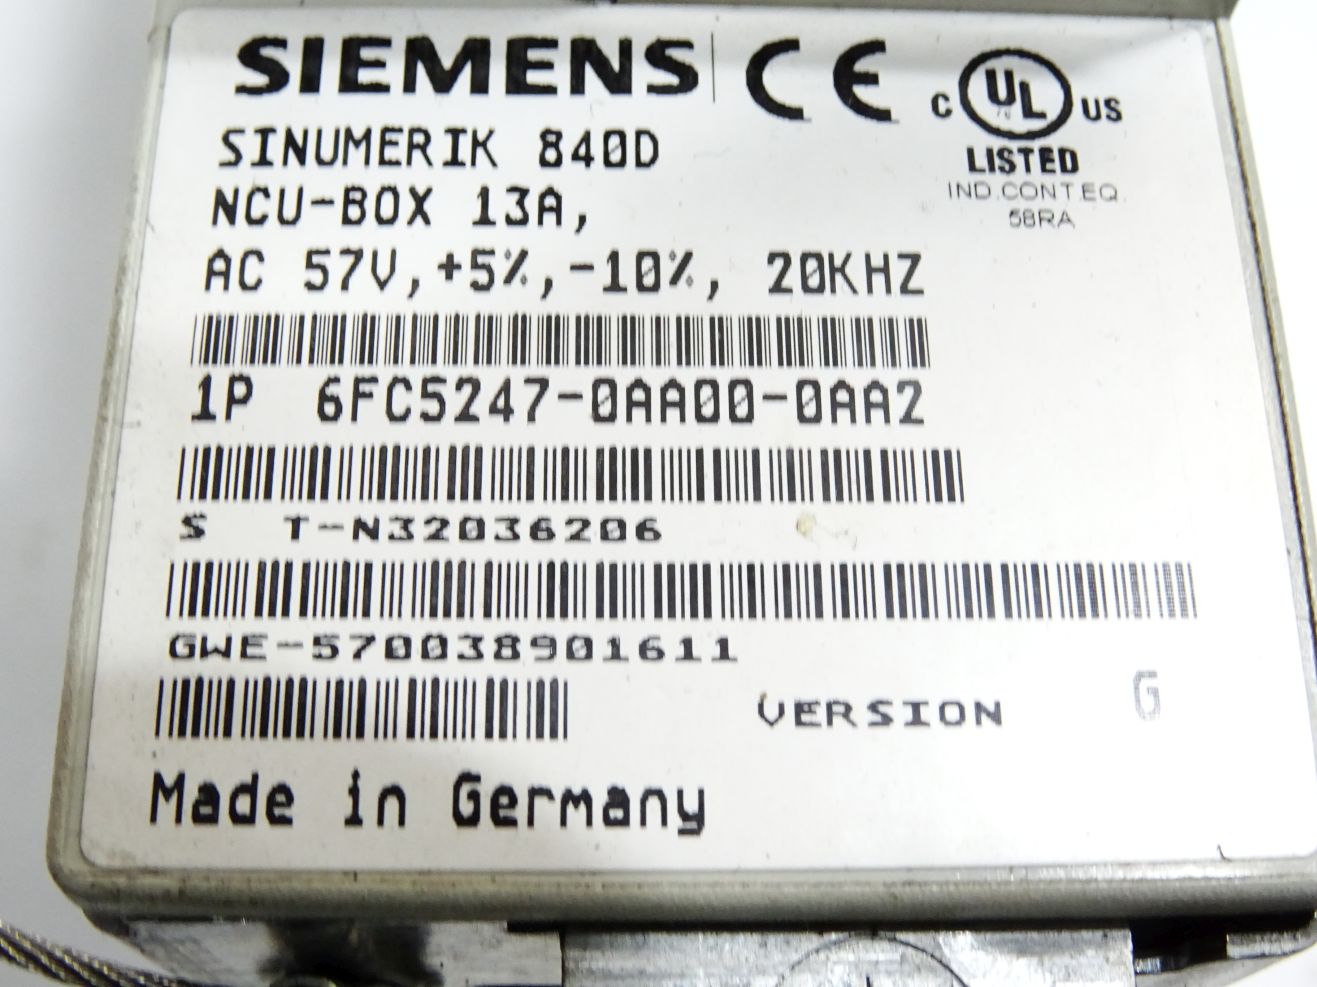 SIEMENS CE
C UL US
LISTED
IND.CONT.EQ.
58RA
SINUMERIK 840D
NCU-BOX 13A,
AC 57V,+5%,-10%, 20KHZ
1P 6FC5247-0AA00-0AA2
S T-N32036206
GWE-570038901611
VERSION G
Made in Germany